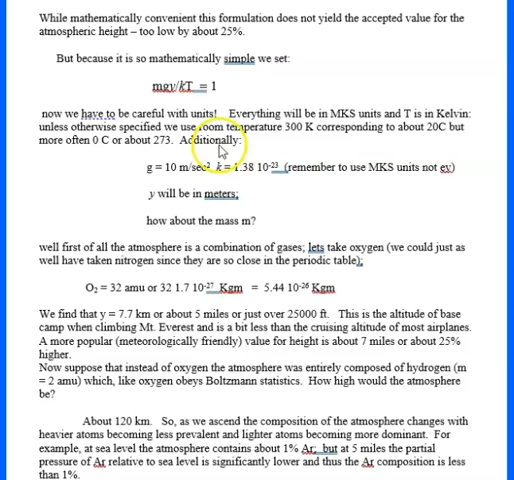 While mathematically convenient this formulation does not yield the accepted value for the
atmospheric height – too low by about 25%.
But because it is so mathematically simple we set:
mgy/kT = 1
now we have to be careful with units! Everything will be in MKS units and T is in Kelvin:
unless otherwise specified we use room temperature 300 K corresponding to about 20C but
more often 0 C or about 273. Additionally:
g = 10 m/sec², k = 1.38 10⁻²³ (remember to use MKS units not ev)
y will be in meters;
how about the mass m?
well first of all the atmosphere is a combination of gases; lets take oxygen (we could just as
well have taken nitrogen since they are so close in the periodic table);
O₂ = 32 amu or 32 1.7 10⁻²⁷ Kgm = 5.44 10⁻²⁶ Kgm
We find that y = 7.7 km or about 5 miles or just over 25000 ft. This is the altitude of base
camp when climbing Mt. Everest and is a bit less than the cruising altitude of most airplanes.
A more popular (meteorologically friendly) value for height is about 7 miles or about 25%
higher.
Now suppose that instead of oxygen the atmosphere was entirely composed of hydrogen (m
= 2 amu) which, like oxygen obeys Boltzmann statistics. How high would the atmosphere
be?
About 120 km. So, as we ascend the composition of the atmosphere changes with
heavier atoms becoming less prevalent and lighter atoms becoming more dominant. For
example, at sea level the atmosphere contains about 1% Ar; but at 5 miles the partial
pressure of Ar relative to sea level is significantly lower and thus the Ar composition is less
than 1%.